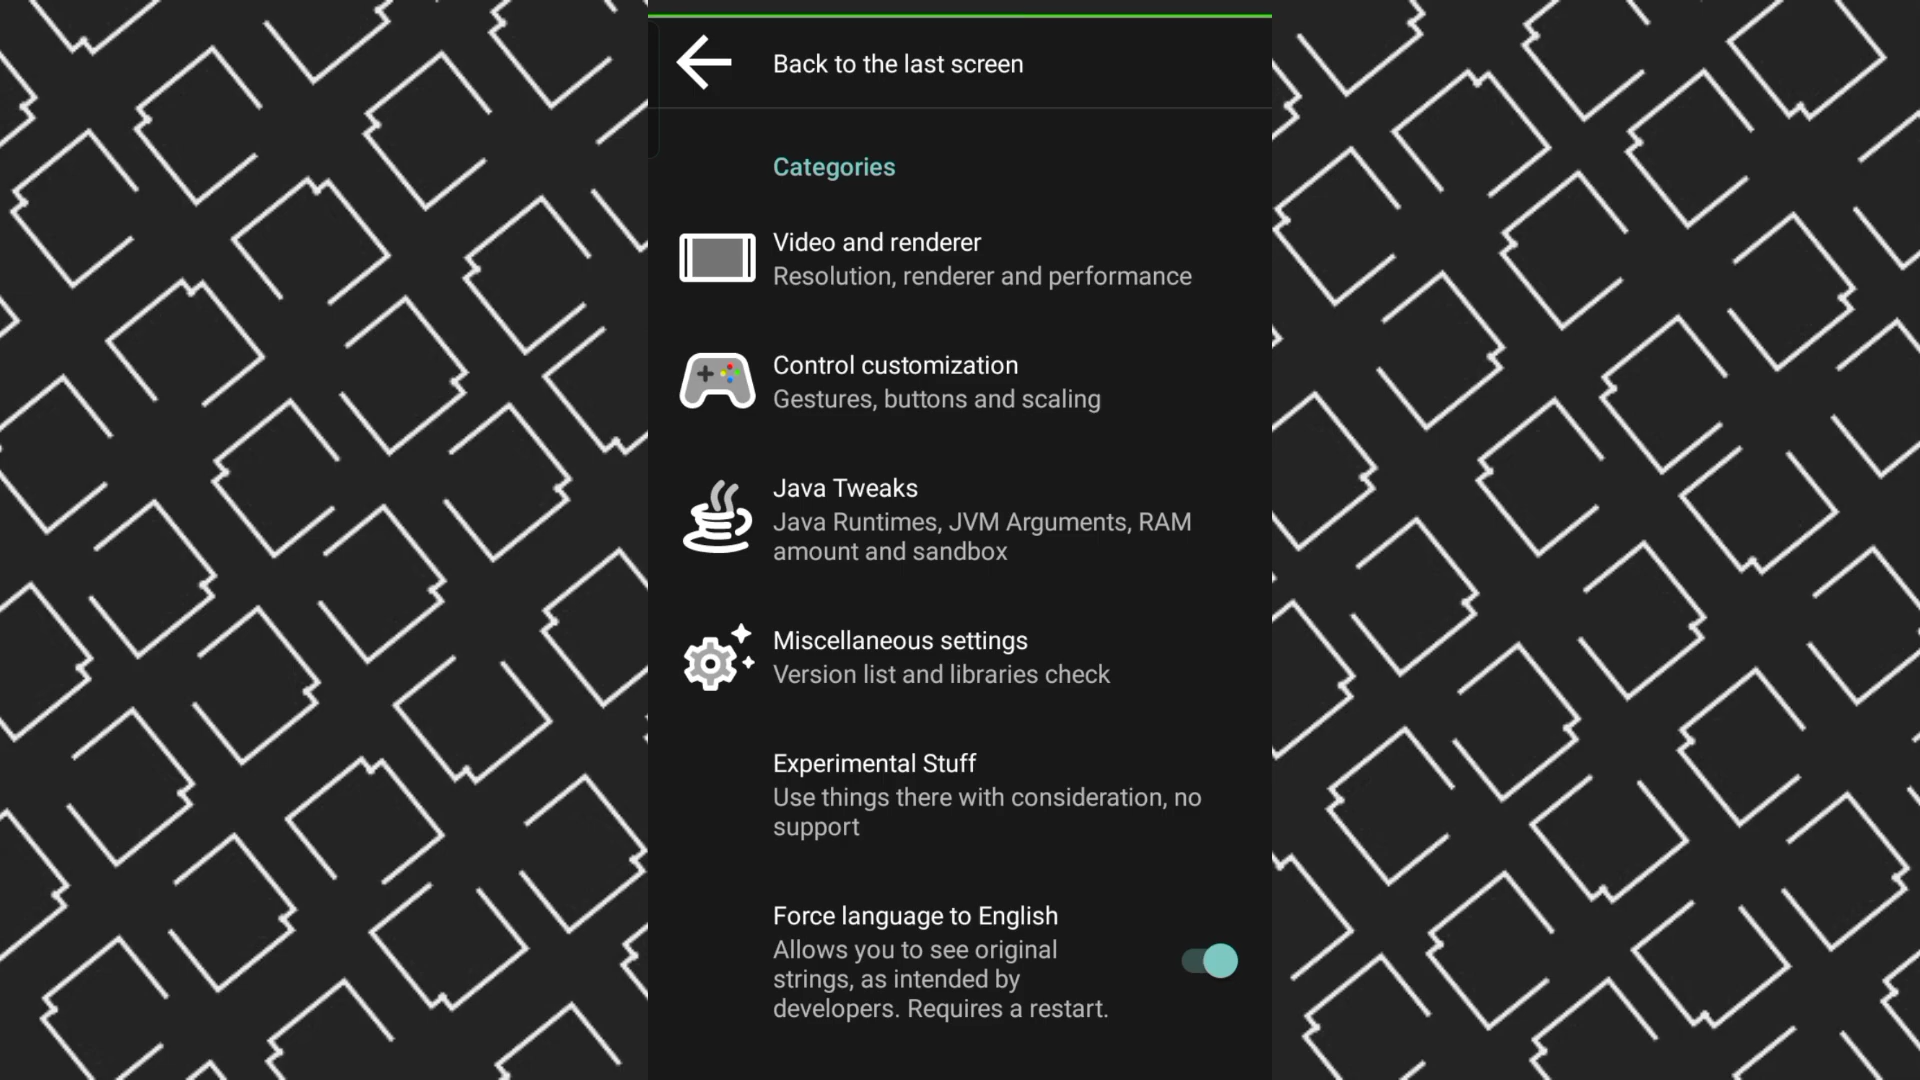 Back to the last screen
Categories
Video and renderer
Resolution, renderer and performance
Control customization
Gestures, buttons and scaling
Java Tweaks
Java Runtimes, JVM Arguments, RAM
amount and sandbox
Miscellaneous settings
Version list and libraries check
Experimental Stuff
Use things there with consideration, no
support
Force language to English
Allows you to see original
strings, as intended by
developers. Requires a restart.